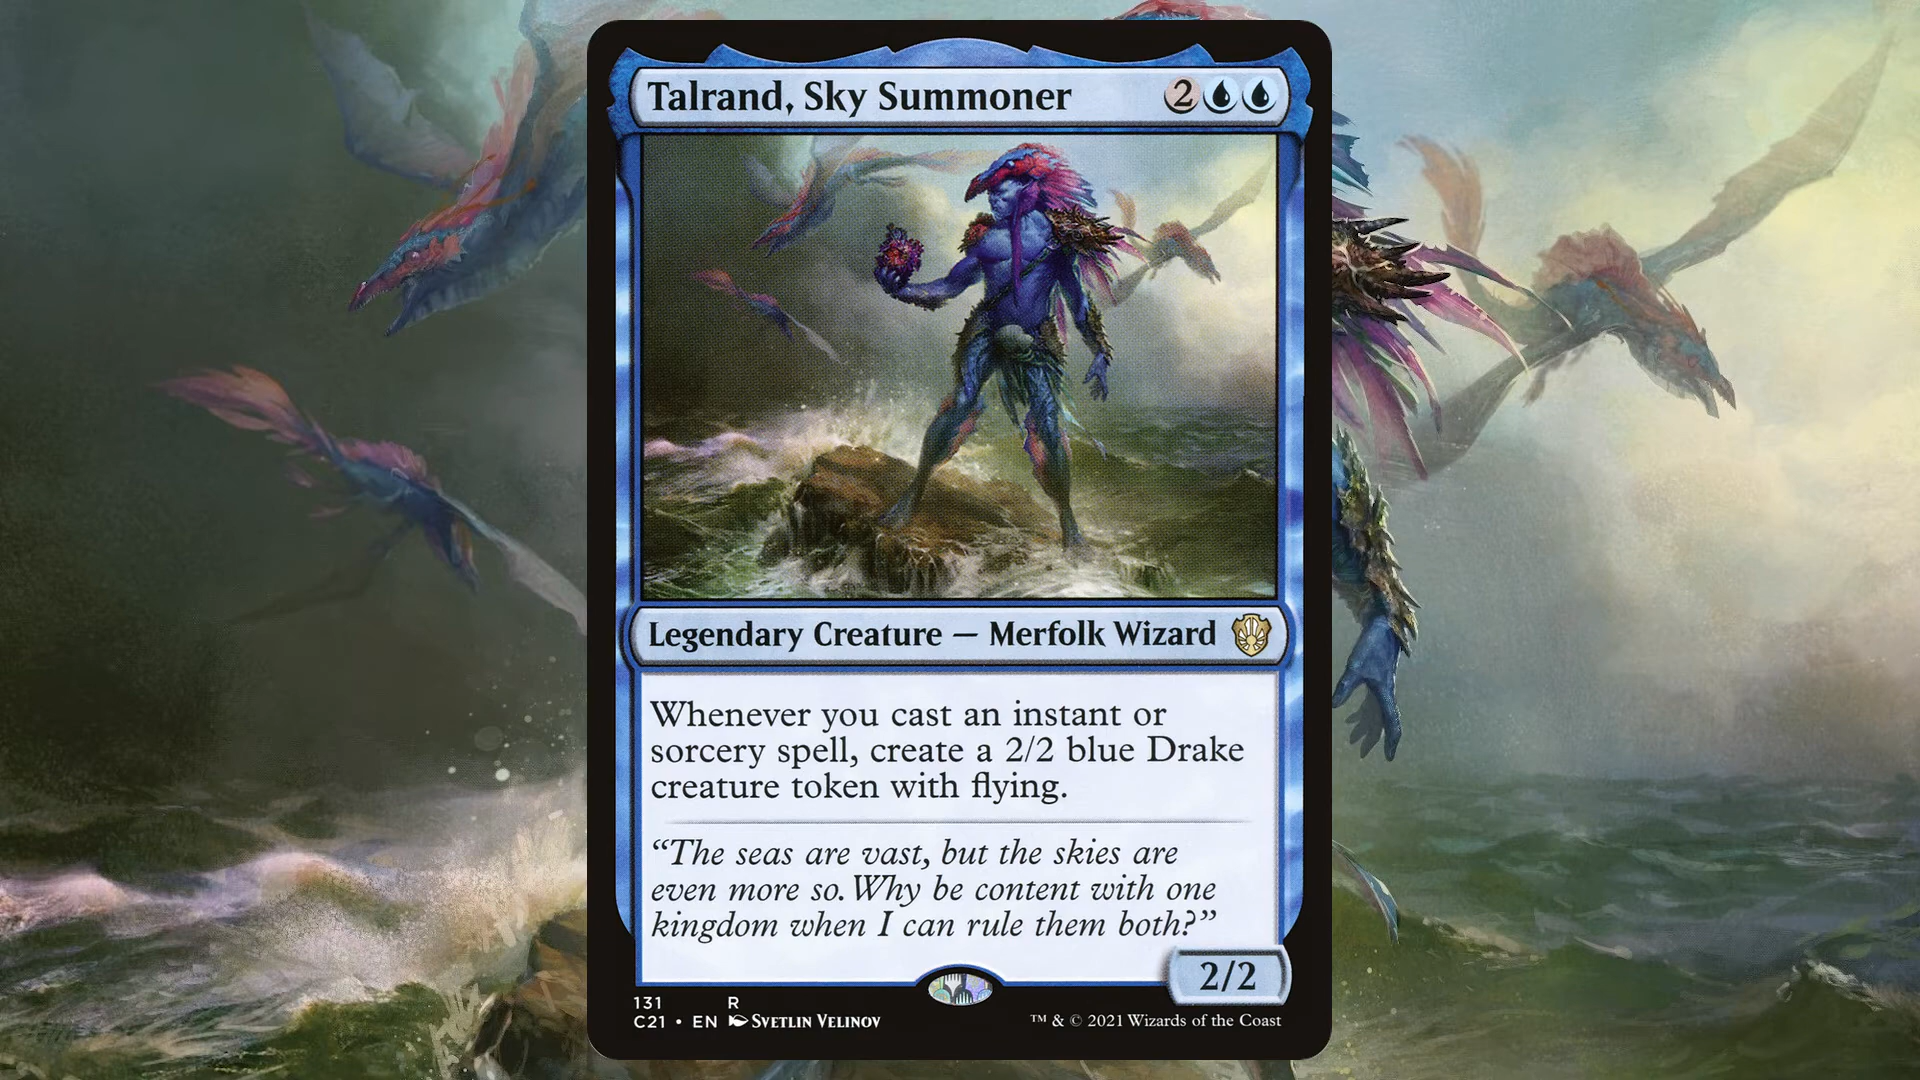 Talrand, Sky Summoner 2
Legendary Creature — Merfolk Wizard
Whenever you cast an instant or
sorcery spell, create a 2/2 blue Drake
creature token with flying.
“The seas are vast, but the skies are
even more so. Why be content with one
kingdom when I can rule them both?”
2/2
131 R
C21 • EN Svetlin Velinov
™ & © 2021 Wizards of the Coast